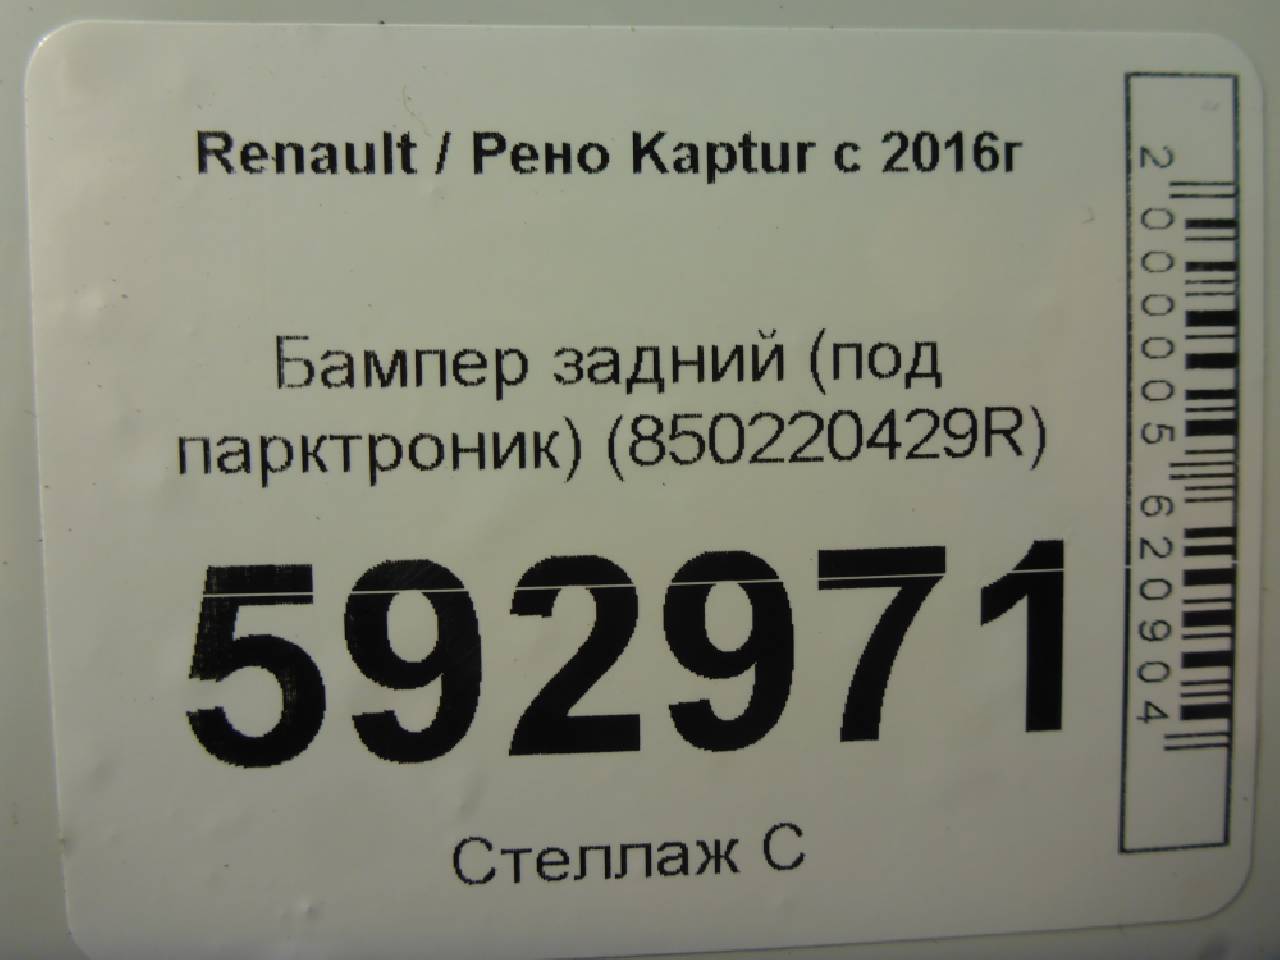 Renault / Рено Kaptur с 2016г
Бампер задний (под
парктроник) (850220429R)
592971
Стеллаж С
2000005620904